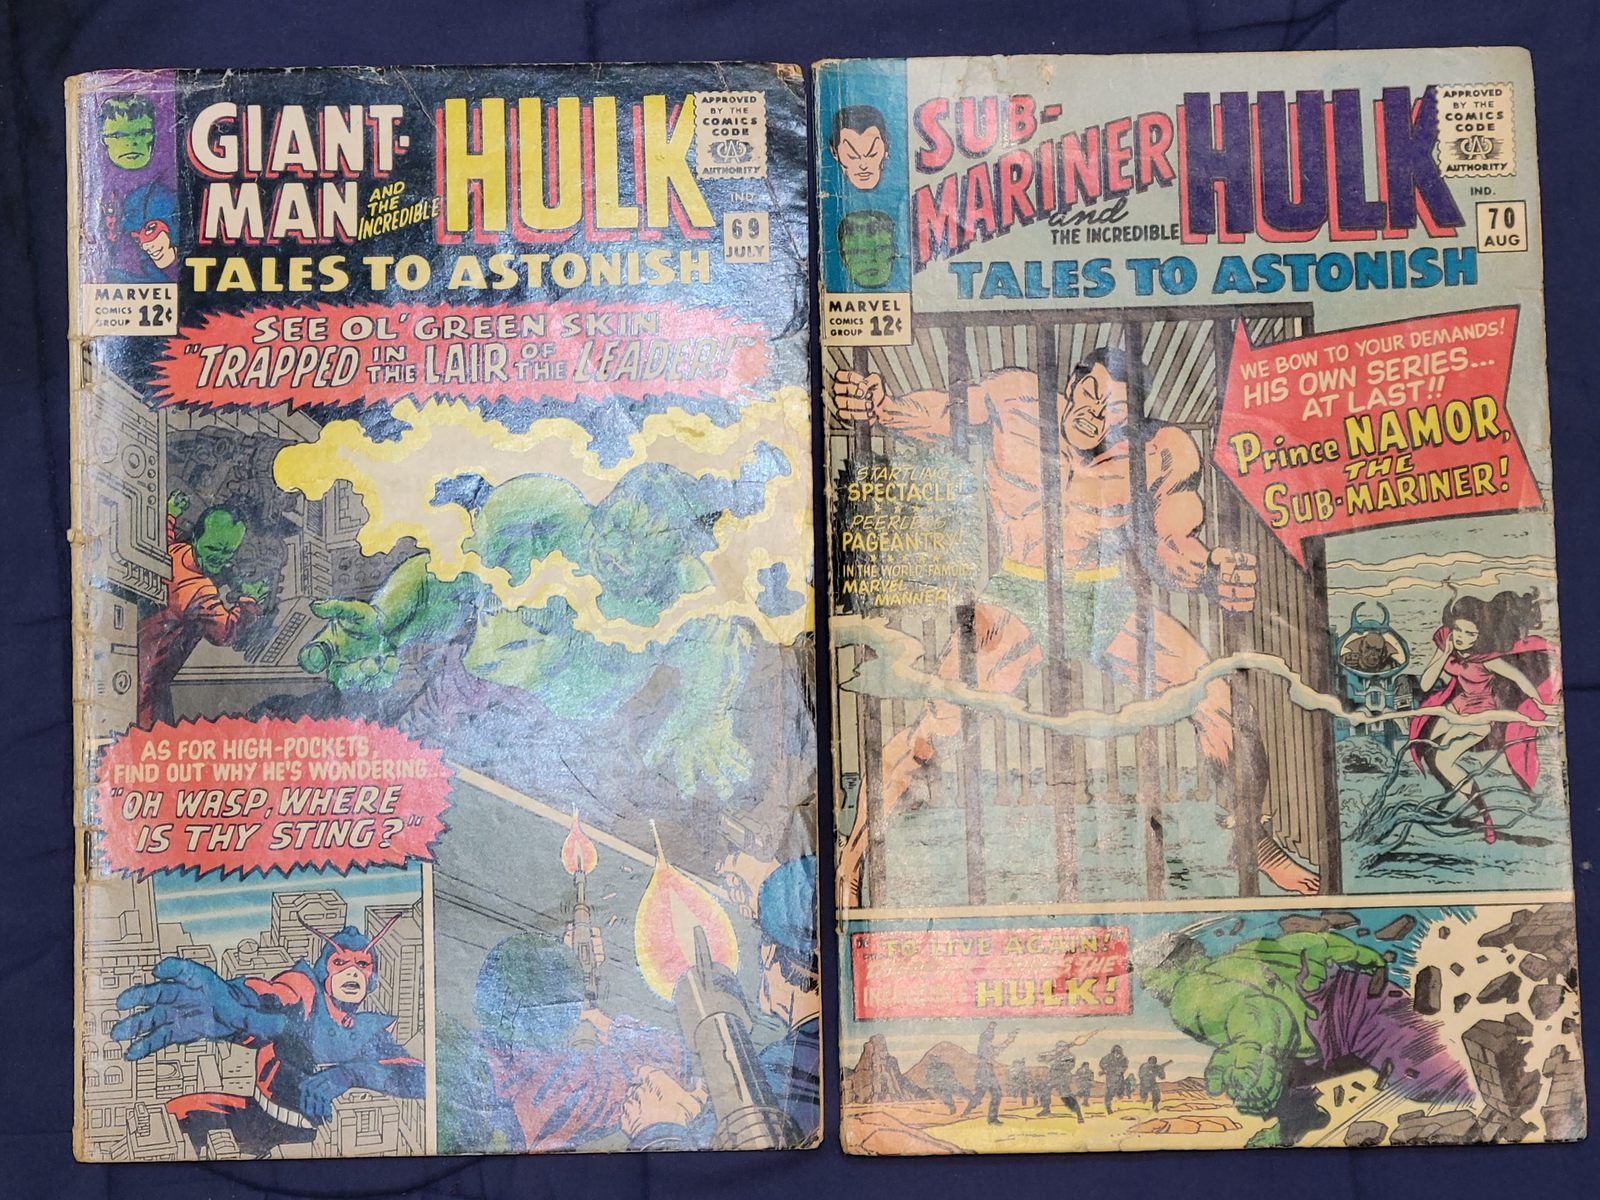 GIANT-
MAN
AND
THE
INCREDIBLE
HULK
TALES TO ASTONISH
APPROVED
BY THE
COMICS
CODE
CA
AUTHORITY
IND.
69
JULY
MARVEL
COMICS
GROUP
12¢
SEE OL' GREEN SKIN
"TRAPPED IN THE LAIR OF THE LEADER!"
AS FOR HIGH-POCKETS,
FIND OUT WHY HE'S WONDERING...
"OH WASP, WHERE
IS THY STING?"
SUB-
MARINER
and
THE INCREDIBLE
HULK
TALES TO ASTONISH
APPROVED
BY THE
COMICS
CODE
CA
AUTHORITY
IND.
70
AUG
MARVEL
COMICS
GROUP
12¢
WE BOW TO YOUR DEMANDS!
HIS OWN SERIES...
AT LAST!!
Prince NAMOR,
THE
SUB-MARINER!
STARTLING
SPECTACLE!
PEERLESS
PAGEANTRY!
IN THE WORLD FAMOUS
MARVEL
MANNER!
"TO LIVE AGAIN!"
THE
HULK!